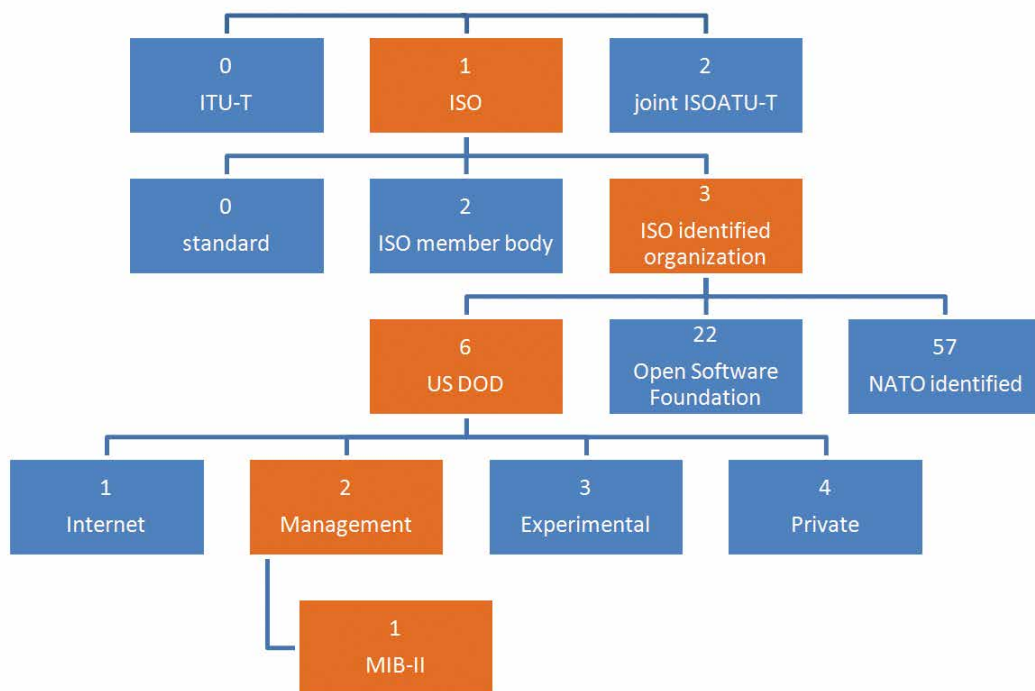 0
ITU-T
1
ISO
2
joint ISOATU-T
0
standard
2
ISO member body
3
ISO identified
organization
6
US DOD
22
Open Software
Foundation
57
NATO identified
1
Internet
2
Management
3
Experimental
4
Private
1
MIB-II